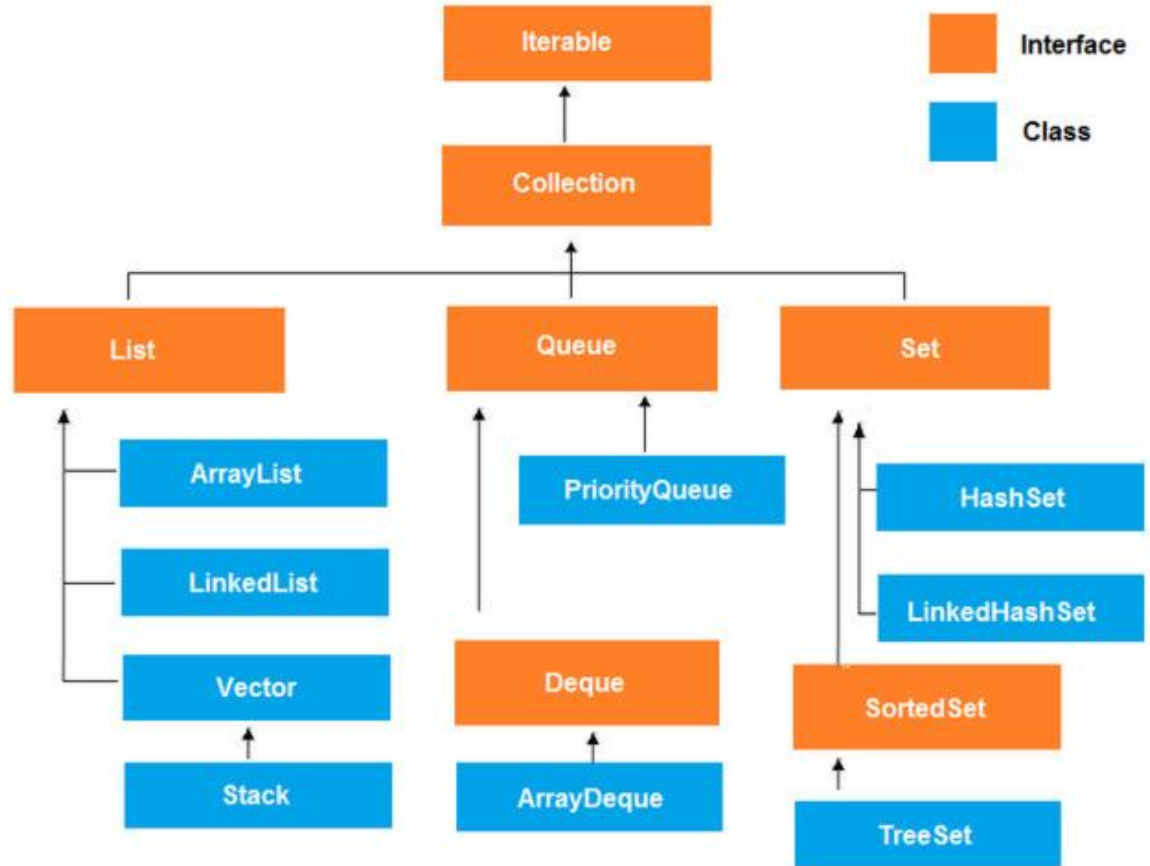 Iterable
Interface
Class
Collection
List
Queue
Set
ArrayList
PriorityQueue
HashSet
LinkedList
LinkedHashSet
Vector
Deque
SortedSet
Stack
ArrayDeque
TreeSet